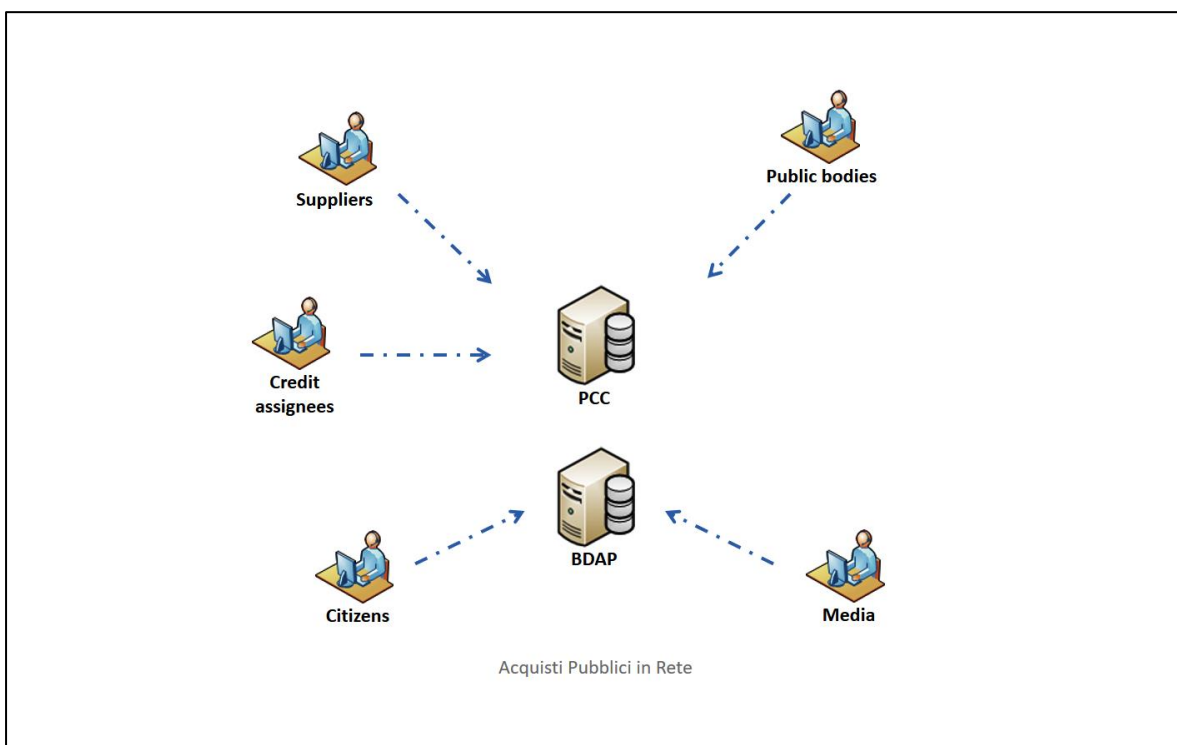 Suppliers
Public bodies
Credit
assignees
PCC
BDAP
Citizens
Media
Acquisti Pubblici in Rete